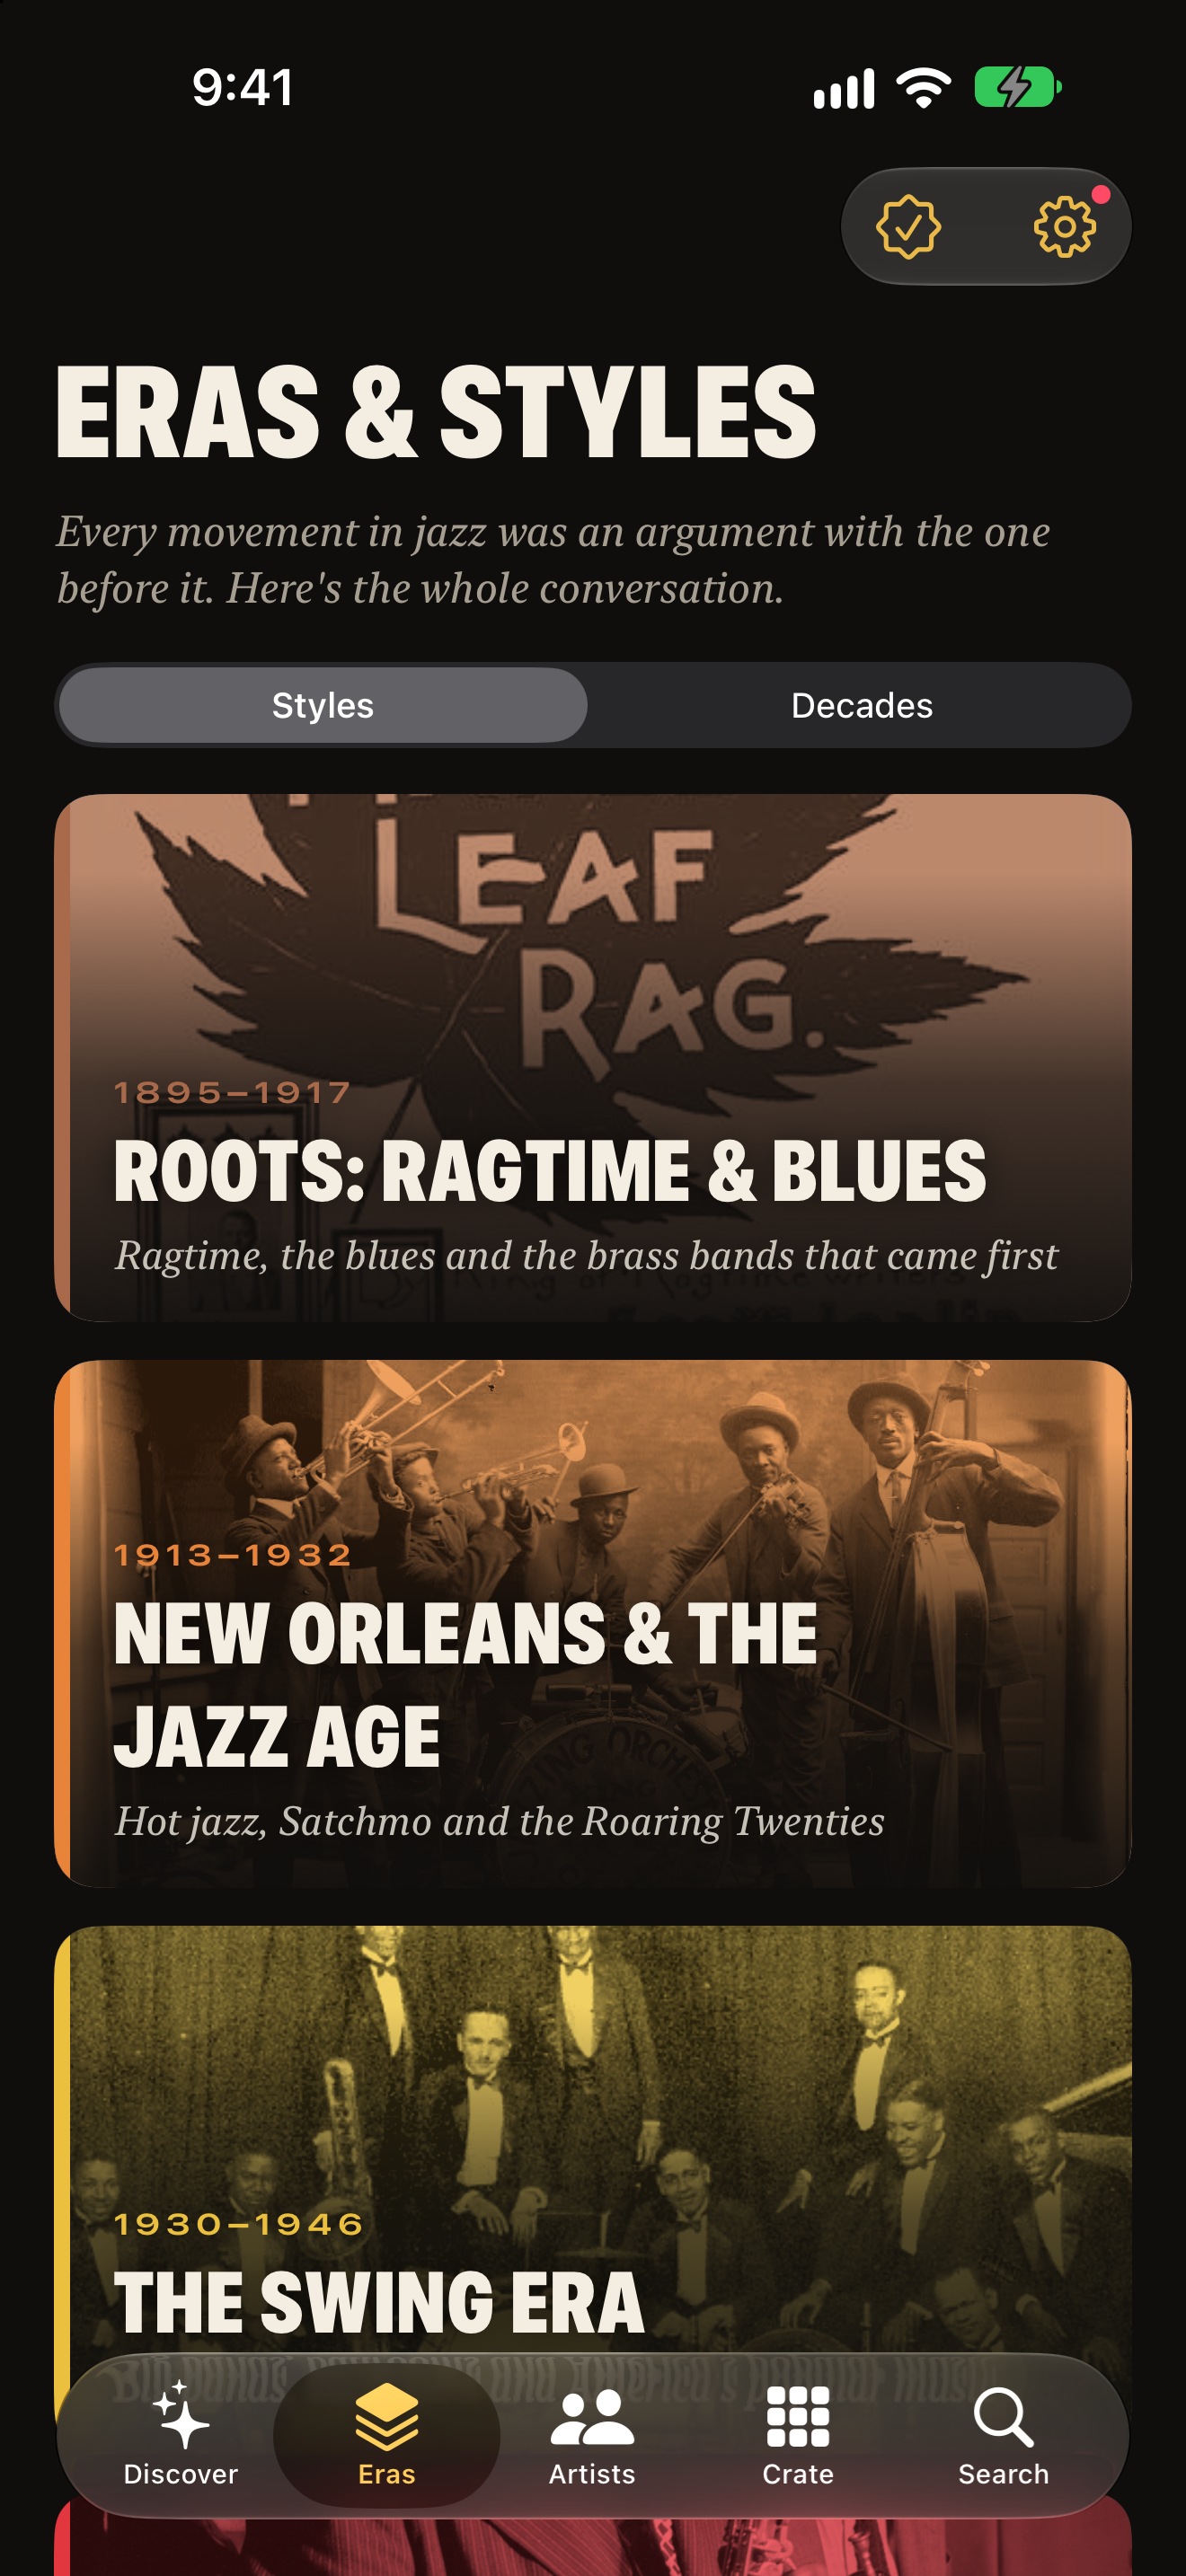 9:41
ERAS & STYLES
Every movement in jazz was an argument with the one
before it. Here's the whole conversation.
Styles
Decades
LEAF
RAG.
1895–1917
ROOTS: RAGTIME & BLUES
Ragtime, the blues and the brass bands that came first
1913–1932
NEW ORLEANS & THE
JAZZ AGE
Hot jazz, Satchmo and the Roaring Twenties
1930–1946
THE SWING ERA
Discover
Eras
Artists
Crate
Search